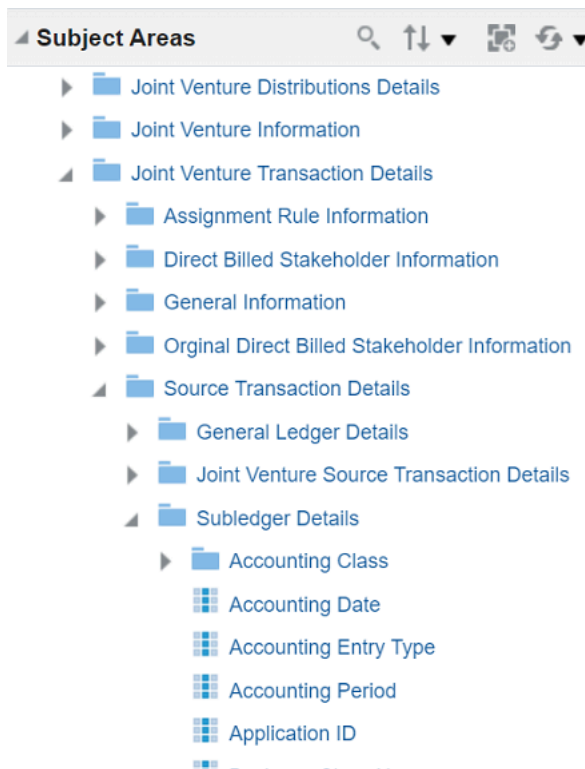 Subject Areas
Joint Venture Distributions Details
Joint Venture Information
Joint Venture Transaction Details
Assignment Rule Information
Direct Billed Stakeholder Information
General Information
Orginal Direct Billed Stakeholder Information
Source Transaction Details
General Ledger Details
Joint Venture Source Transaction Details
Subledger Details
Accounting Class
Accounting Date
Accounting Entry Type
Accounting Period
Application ID